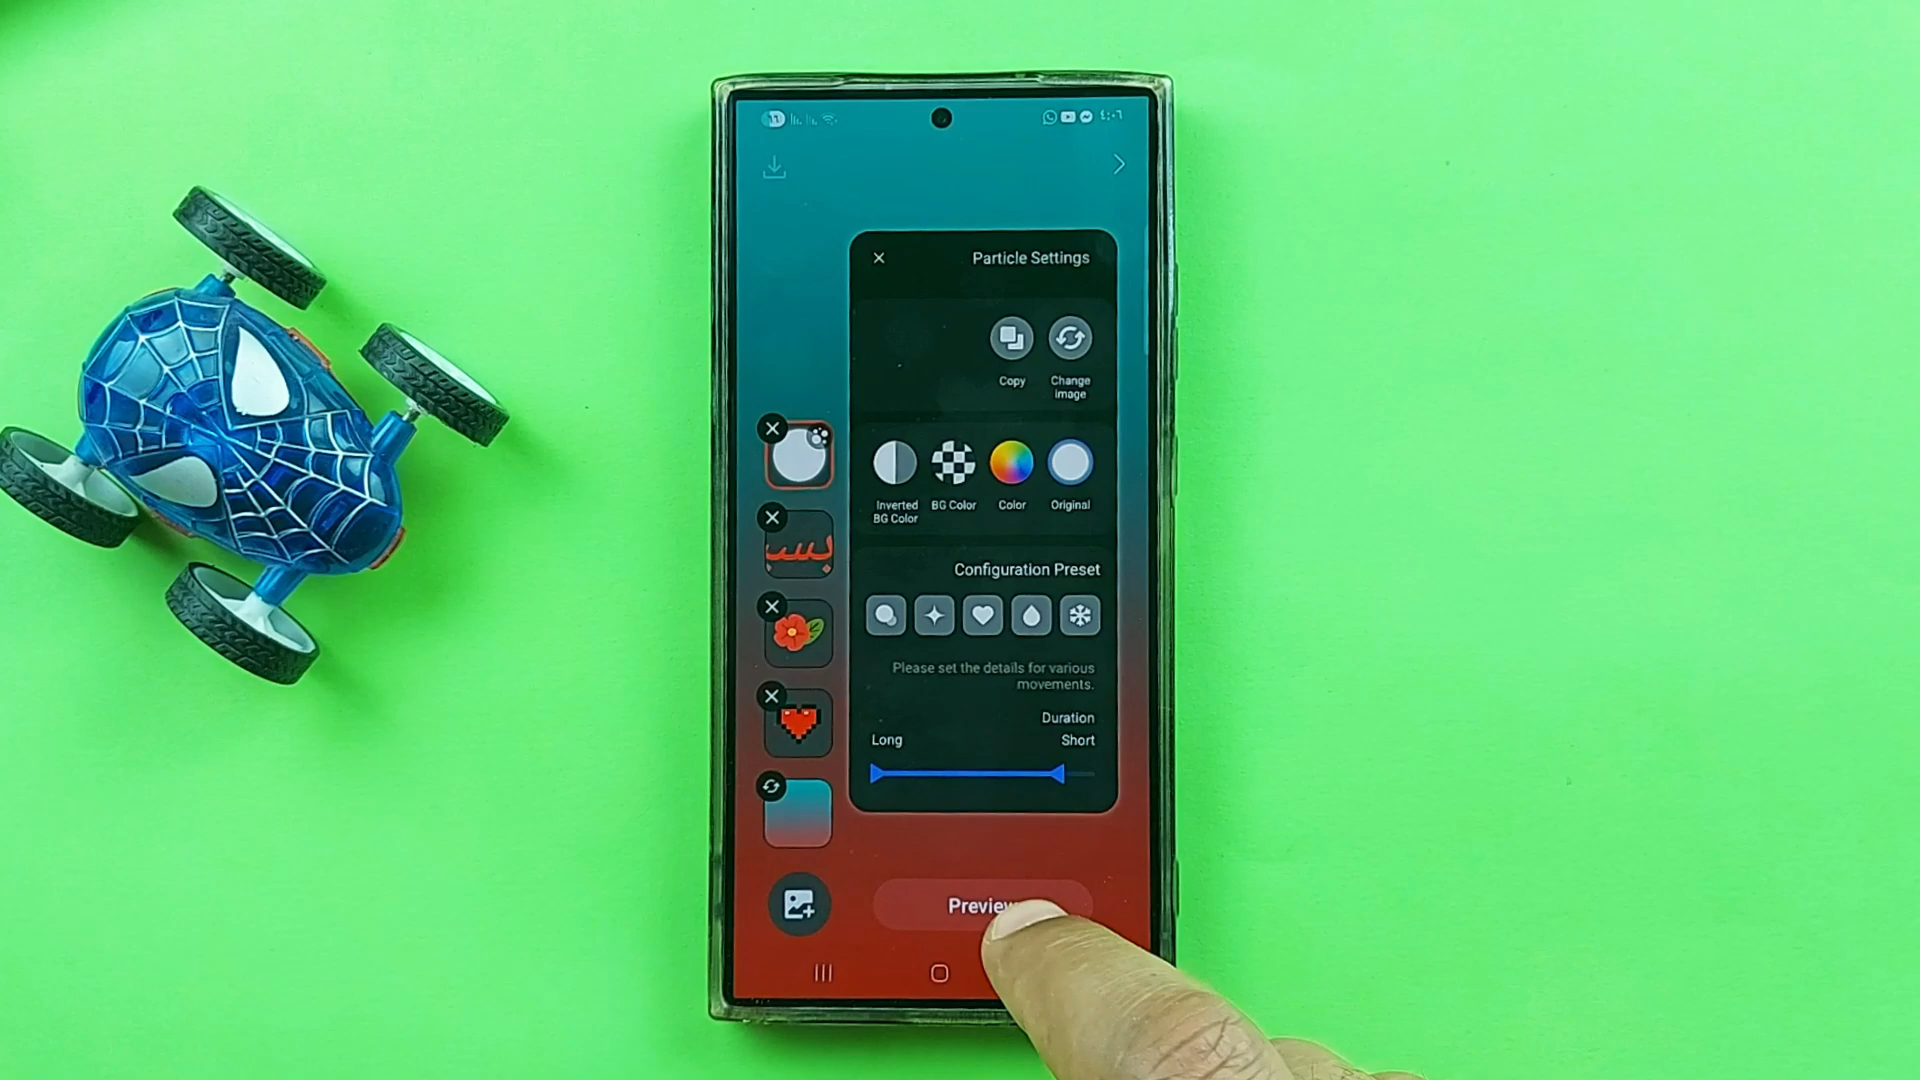 Particle Settings
Copy
Change
image
Inverted
BG Color
BG Color
Color
Original
Configuration Preset
Please set the details for various
movements.
Duration
Long
Short
Preview